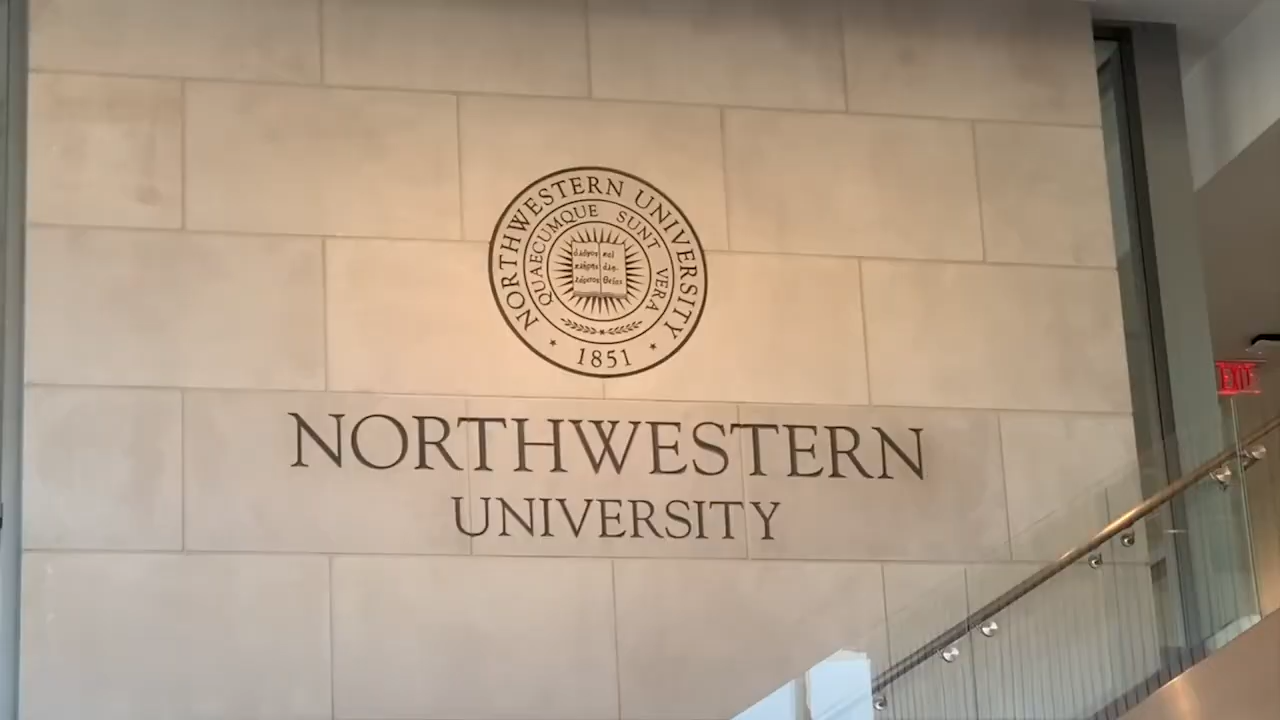 NORTHWESTERN UNIVERSITY
QUAECUMQUE SUNT VERA
1851
NORTHWESTERN
UNIVERSITY
EXIT